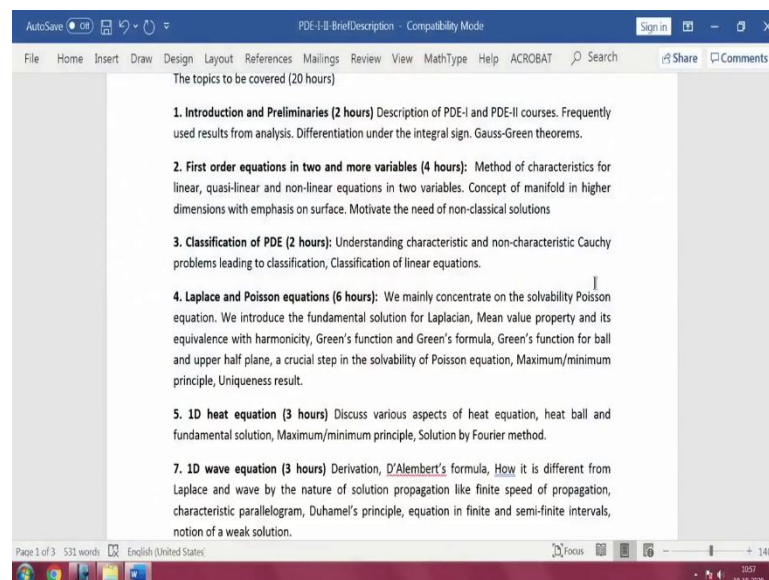 AutoSave Off PDE-I-II-BriefDescription - Compatibility Mode Sign in
File Home Insert Draw Design Layout References Mailings Review View MathType Help ACROBAT Search Share Comments
The topics to be covered (20 hours)
1. Introduction and Preliminaries (2 hours) Description of PDE-I and PDE-II courses. Frequently
used results from analysis. Differentiation under the integral sign. Gauss-Green theorems.
2. First order equations in two and more variables (4 hours): Method of characteristics for
linear, quasi-linear and non-linear equations in two variables. Concept of manifold in higher
dimensions with emphasis on surface. Motivate the need of non-classical solutions
3. Classification of PDE (2 hours): Understanding characteristic and non-characteristic Cauchy
problems leading to classification, Classification of linear equations.
4. Laplace and Poisson equations (6 hours): We mainly concentrate on the solvability Poisson
equation. We introduce the fundamental solution for Laplacian, Mean value property and its
equivalence with harmonicity, Green's function and Green's formula, Green's function for ball
and upper half plane, a crucial step in the solvability of Poisson equation, Maximum/minimum
principle, Uniqueness result.
5. 1D heat equation (3 hours) Discuss various aspects of heat equation, heat ball and
fundamental solution, Maximum/minimum principle, Solution by Fourier method.
7. 1D wave equation (3 hours) Derivation, D'Alembert's formula, How it is different from
Laplace and wave by the nature of solution propagation like finite speed of propagation,
characteristic parallelogram, Duhamel's principle, equation in finite and semi-finite intervals,
notion of a weak solution.
Page 1 of 3 531 words English (United States) Focus
10:57